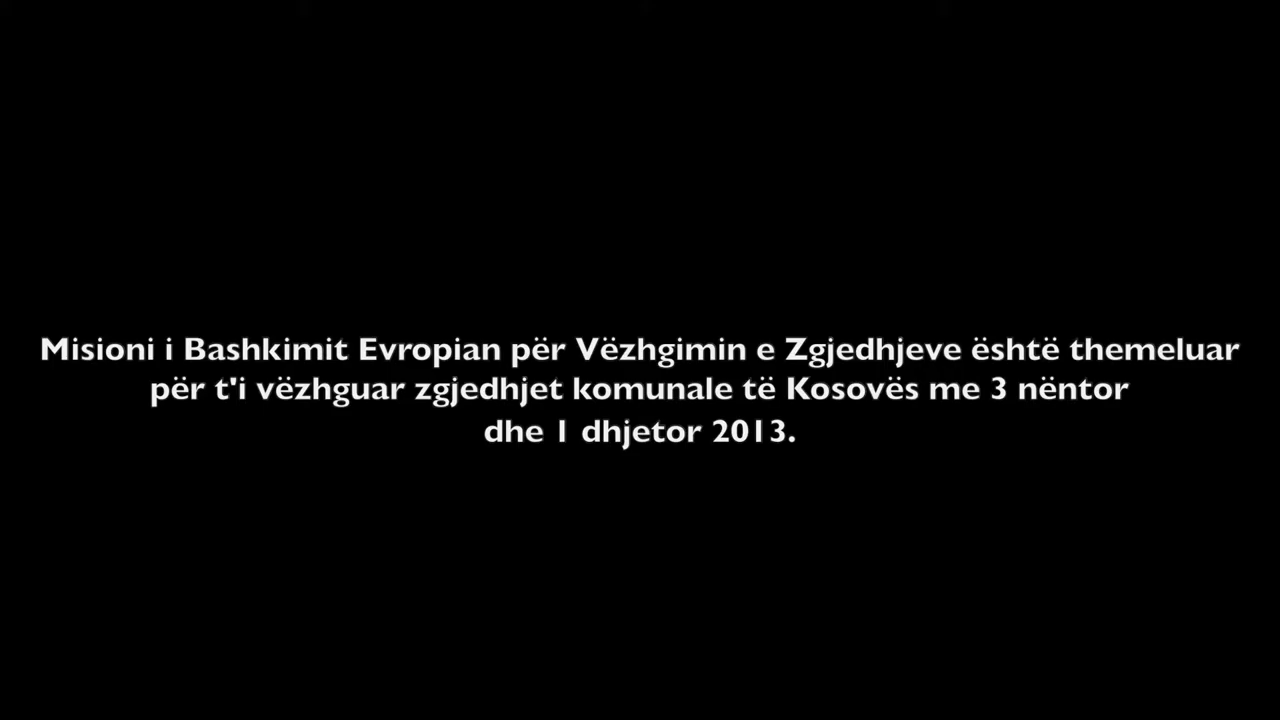 Misioni i Bashkimit Evropian për Vëzhgimin e Zgjedhjeve është themeluar
për t'i vëzhguar zgjedhjet komunale të Kosovës me 3 nëntor
dhe 1 dhjetor 2013.